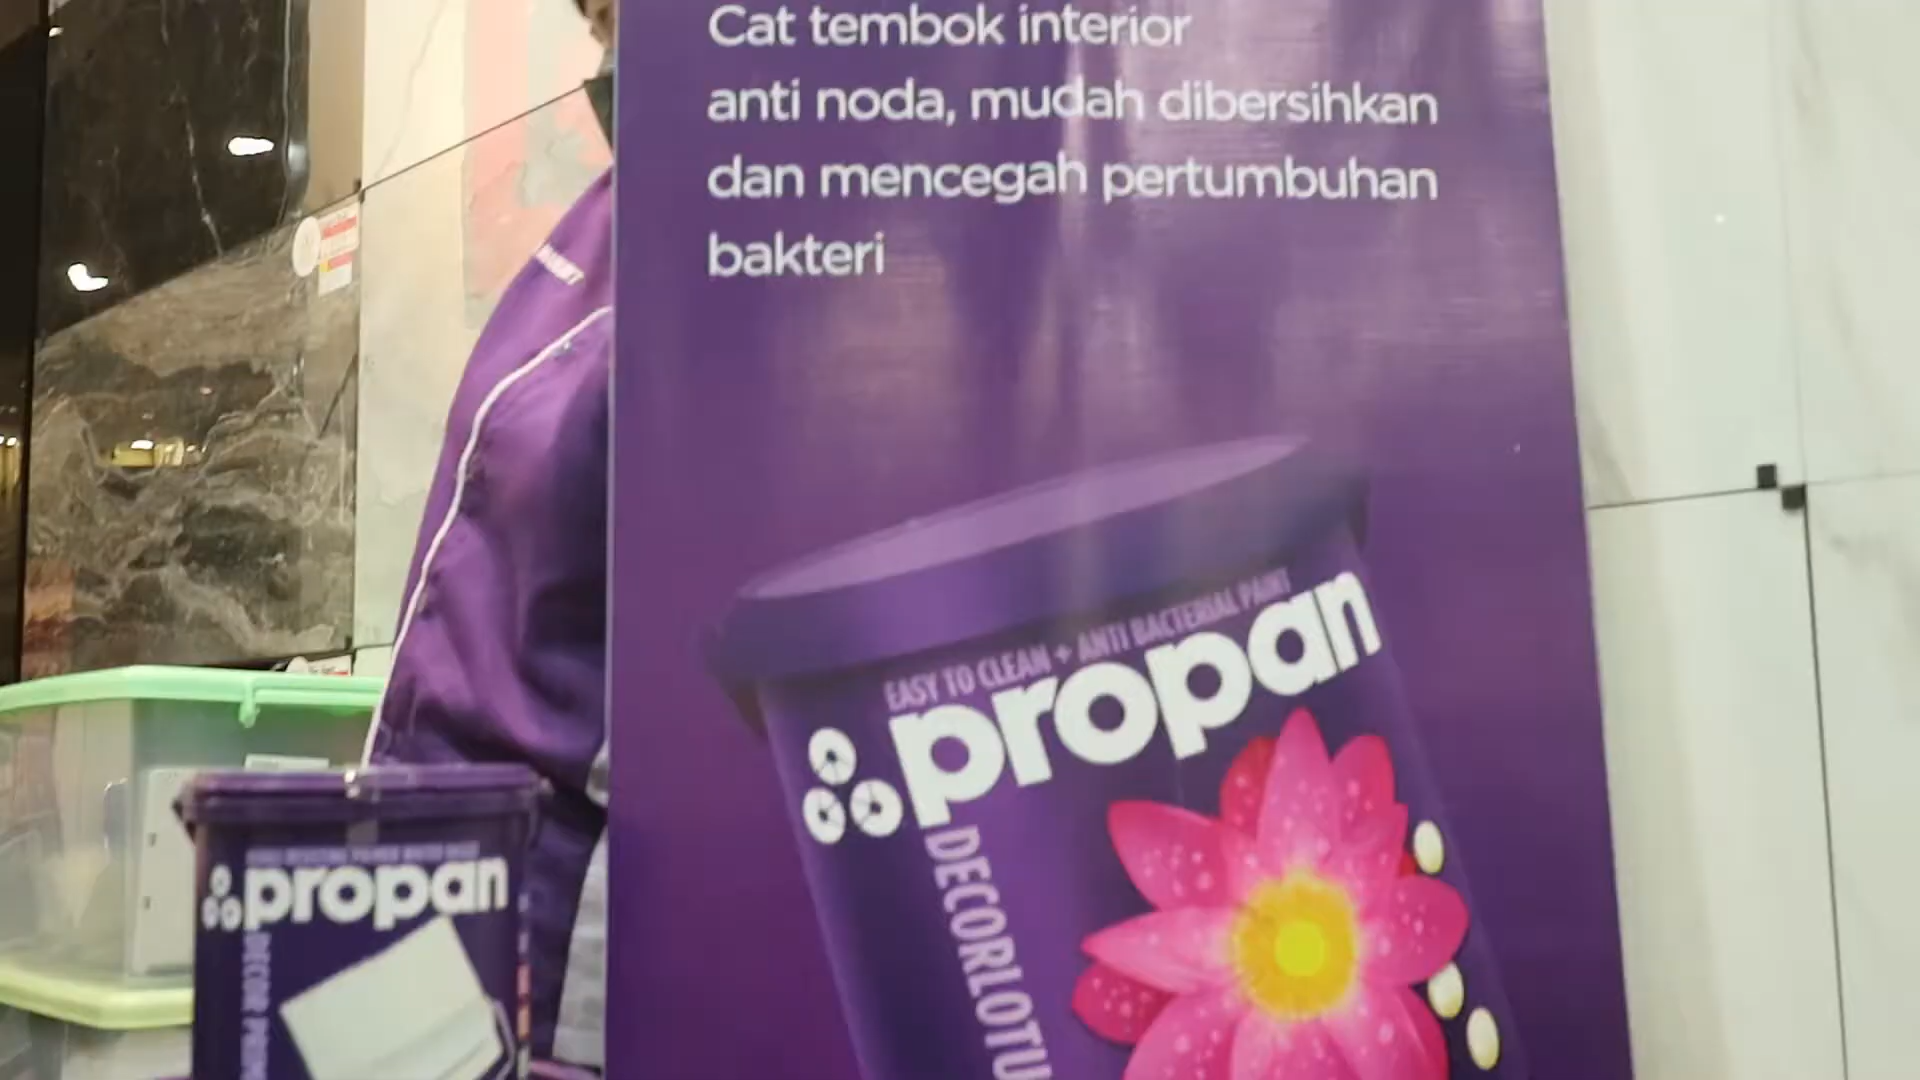 Cat tembok interior
anti noda, mudah dibersihkan
dan mencegah pertumbuhan
bakteri
EASY TO CLEAN + ANTI BACTERIAL PAINT
propan
DECORLOTU
propan
DECOR